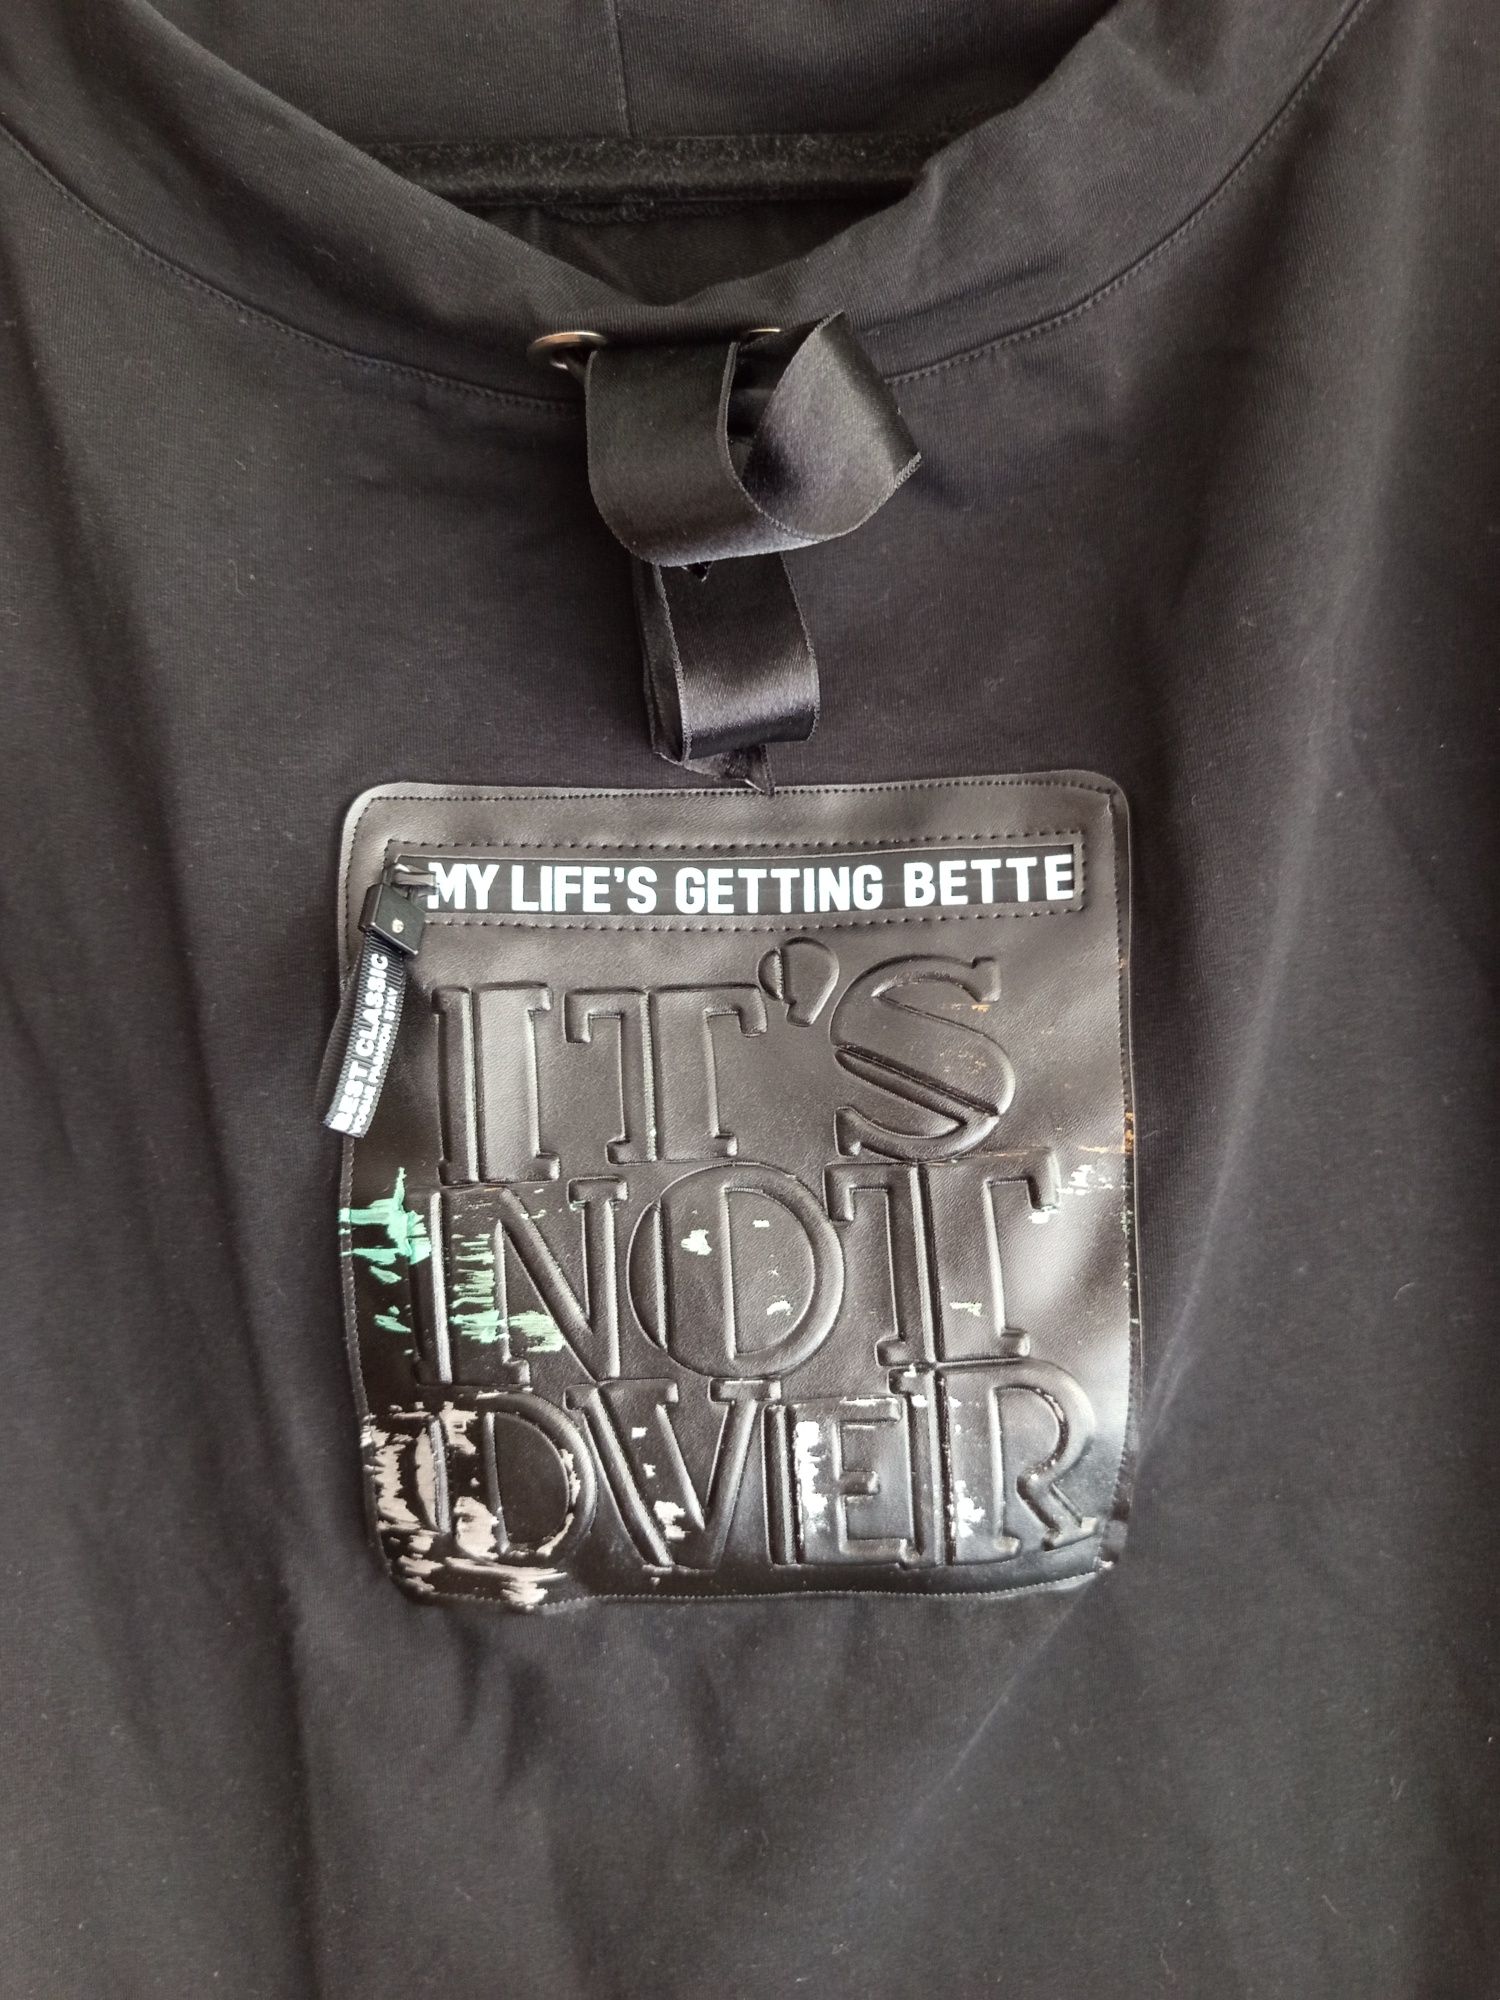 MY LIFE'S GETTING BETTE
BEST CLASSIC
IT'S
NOT
OVER